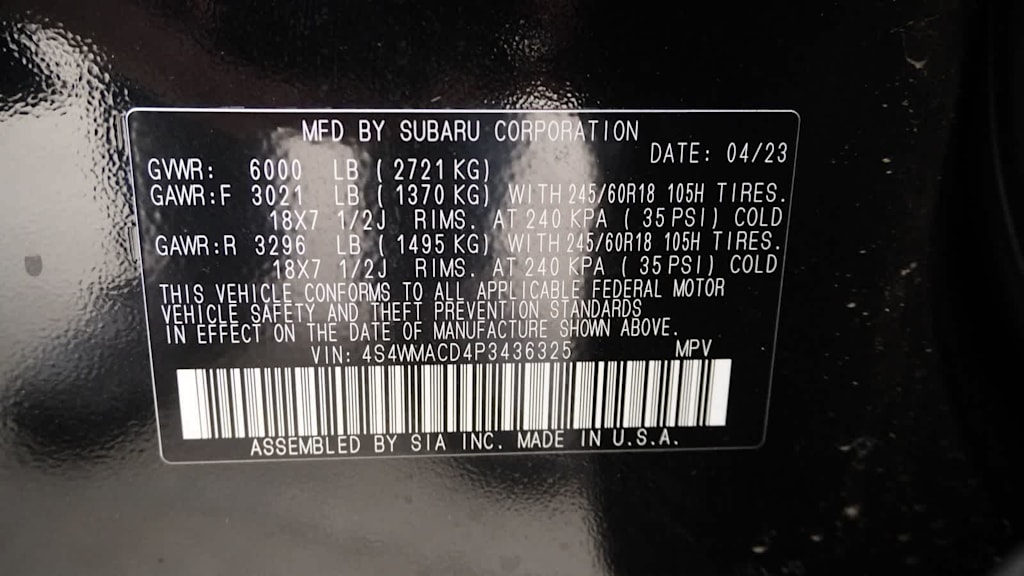 MFD BY SUBARU CORPORATION
DATE: 04/23
GVWR: 6000 LB ( 2721 KG)
GAWR:F 3021 LB ( 1370 KG) WITH 245/60R18 105H TIRES.
18X7 1/2J RIMS. AT 240 KPA ( 35 PSI) COLD
GAWR:R 3296 LB ( 1495 KG) WITH 245/60R18 105H TIRES.
18X7 1/2J RIMS. AT 240 KPA ( 35 PSI) COLD
THIS VEHICLE CONFORMS TO ALL APPLICABLE FEDERAL MOTOR
VEHICLE SAFETY AND THEFT PREVENTION STANDARDS
IN EFFECT ON THE DATE OF MANUFACTURE SHOWN ABOVE.
VIN: 4S4WMACD4P3436325 MPV
ASSEMBLED BY SIA INC. MADE IN U.S.A.